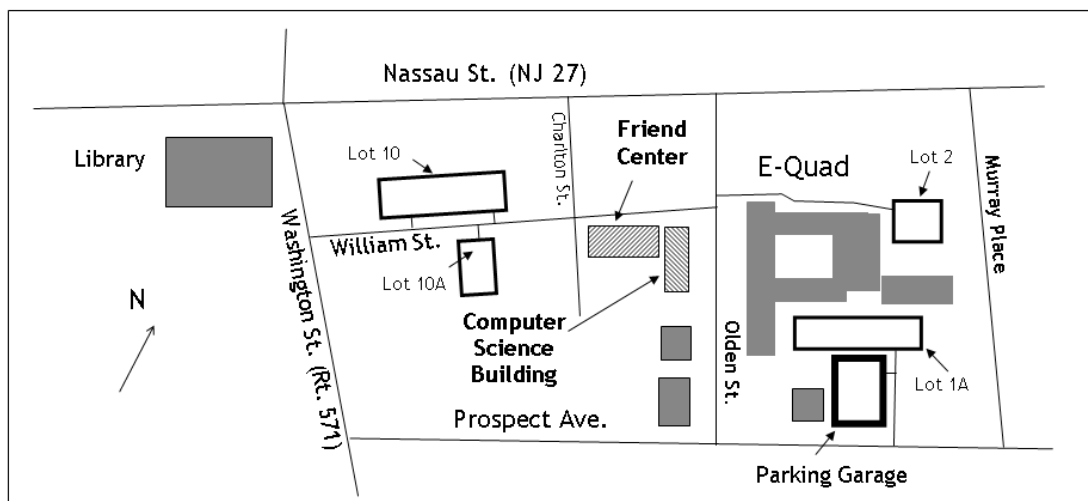 Nassau St. (NJ 27)
Library
Lot 10
Charlton St.
Friend
Center
E-Quad
Lot 2
Murray Place
Washington St. (Rt. 571)
William St.
Lot 10A
N
Computer
Science
Building
Olden St.
Lot 1A
Prospect Ave.
Parking Garage